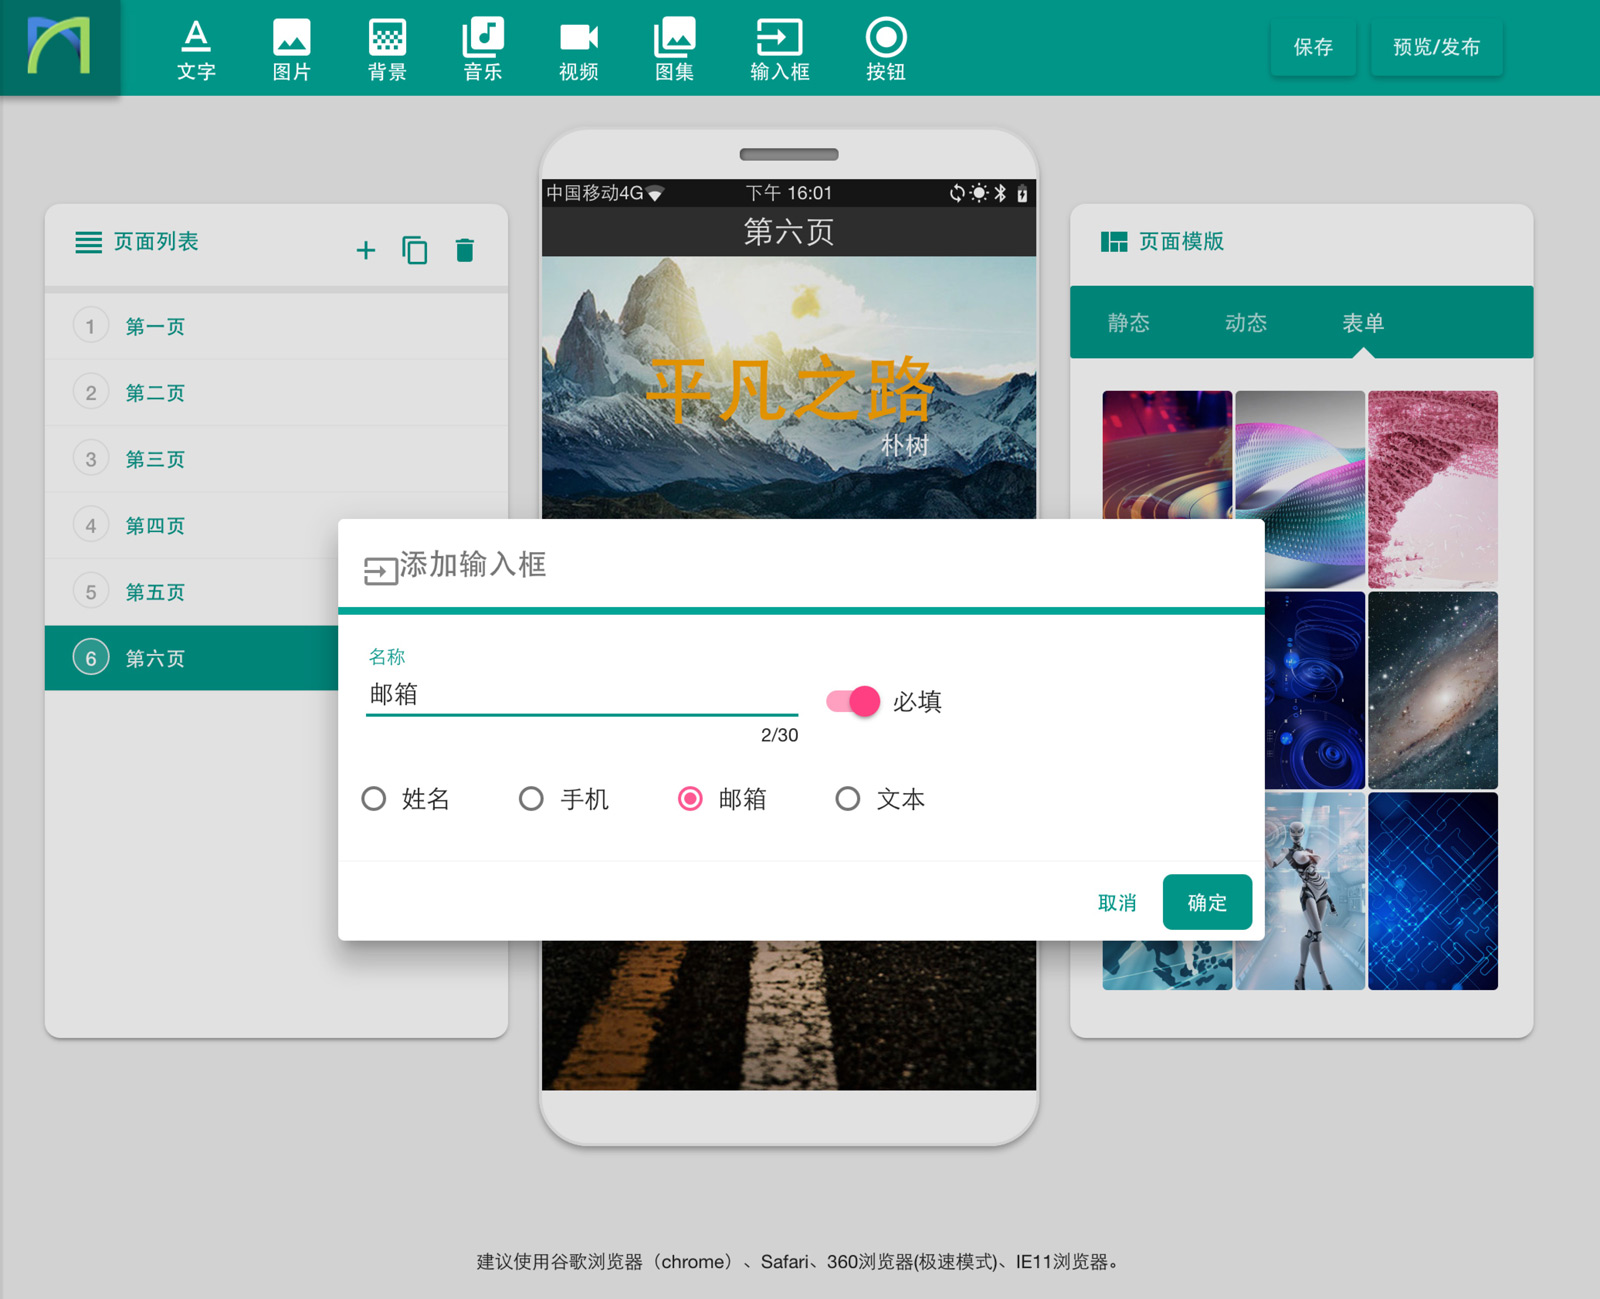 文字 图片 背景 音乐 视频 图集 输入框 按钮 保存 预览/发布
中国移动4G 下午 16:01
第六页
页面列表
1 第一页
2 第二页
3 第三页
4 第四页
5 第五页
6 第六页
平凡之路
朴树
页面模版
静态 动态 表单
添加输入框
名称
邮箱
必填
2/30
姓名 手机 邮箱 文本
取消 确定
建议使用谷歌浏览器（chrome）、Safari、360浏览器(极速模式)、IE11浏览器。